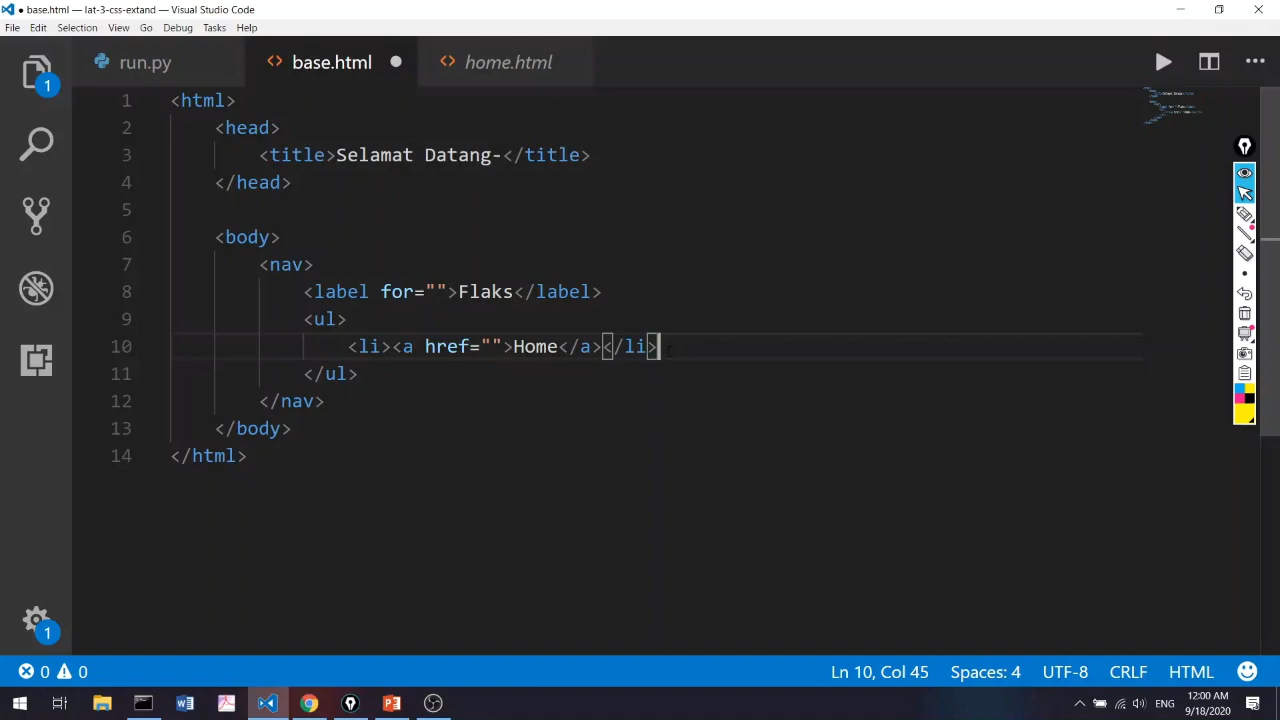 ● base.html — lat-3-css-extand — Visual Studio Code
File Edit Selection View Go Debug Tasks Help
run.py base.html home.html
1 <html>
2 <head>
3 <title>Selamat Datang-</title>
4 </head>
5
6 <body>
7 <nav>
8 <label for="">Flaks</label>
9 <ul>
10 <li><a href="">Home</a></li>
11 </ul>
12 </nav>
13 </body>
14 </html>
1
1
0 0 Ln 10, Col 45 Spaces: 4 UTF-8 CRLF HTML
ENG 12:00 AM
9/18/2020